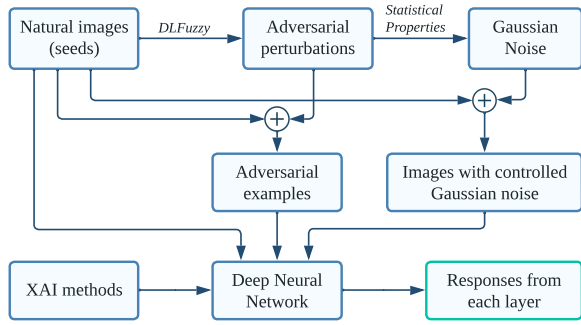 Natural images
(seeds)
DLFuzzy
Adversarial
perturbations
Statistical
Properties
Gaussian
Noise
Adversarial
examples
Images with controlled
Gaussian noise
XAI methods
Deep Neural
Network
Responses from
each layer